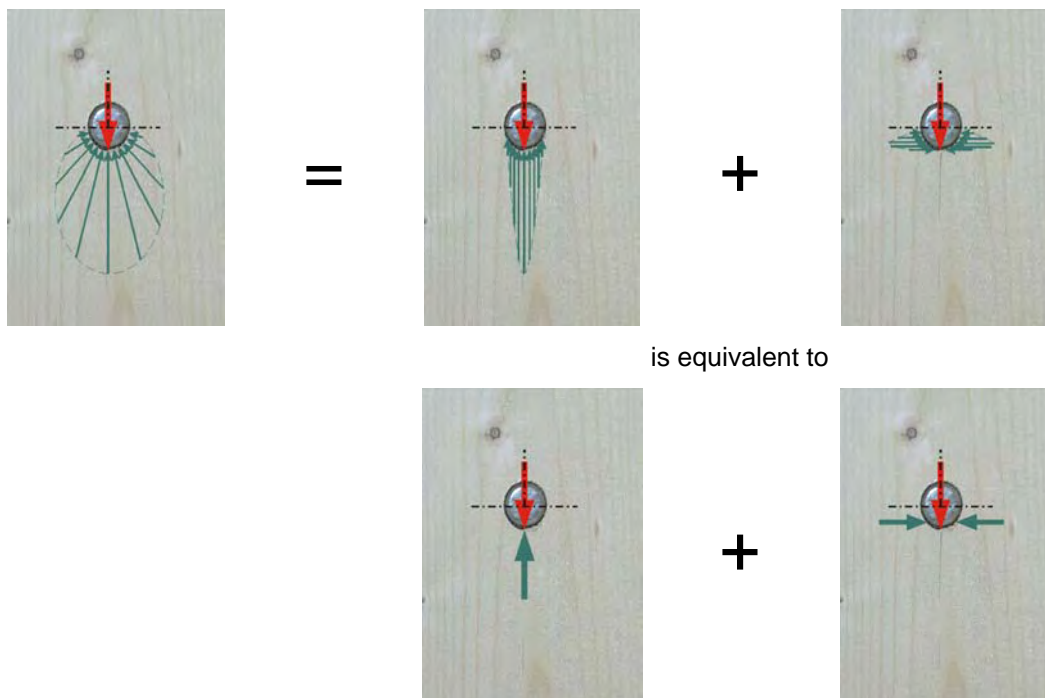 =
+
is equivalent to
+